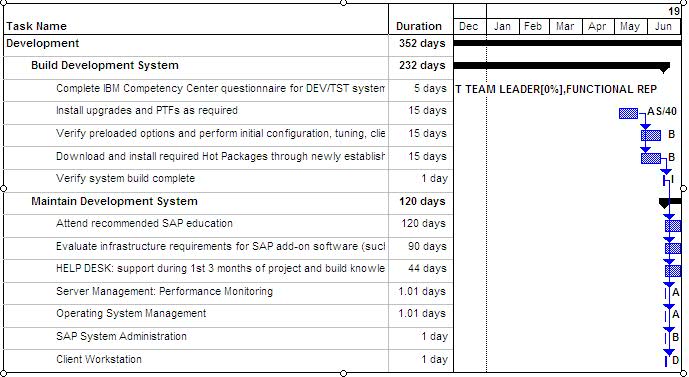 19
Task Name Duration Dec Jan Feb Mar Apr May Jun
Development 352 days
Build Development System 232 days
Complete IBM Competency Center questionnaire for DEV/TST system 5 days T TEAM LEADER[0%],FUNCTIONAL REP
Install upgrades and PTFs as required 15 days AS/40
Verify preloaded options and perform initial configuration, tuning, clie 15 days B
Download and install required Hot Packages through newly establish 15 days B
Verify system build complete 1 day I
Maintain Development System 120 days
Attend recommended SAP education 120 days
Evaluate infrastructure requirements for SAP add-on software (sucl 90 days
HELP DESK: support during 1st 3 months of project and build knowle 44 days
Server Management: Performance Monitoring 1.01 days A
Operating System Management 1.01 days A
SAP System Administration 1 day B
Client Workstation 1 day D